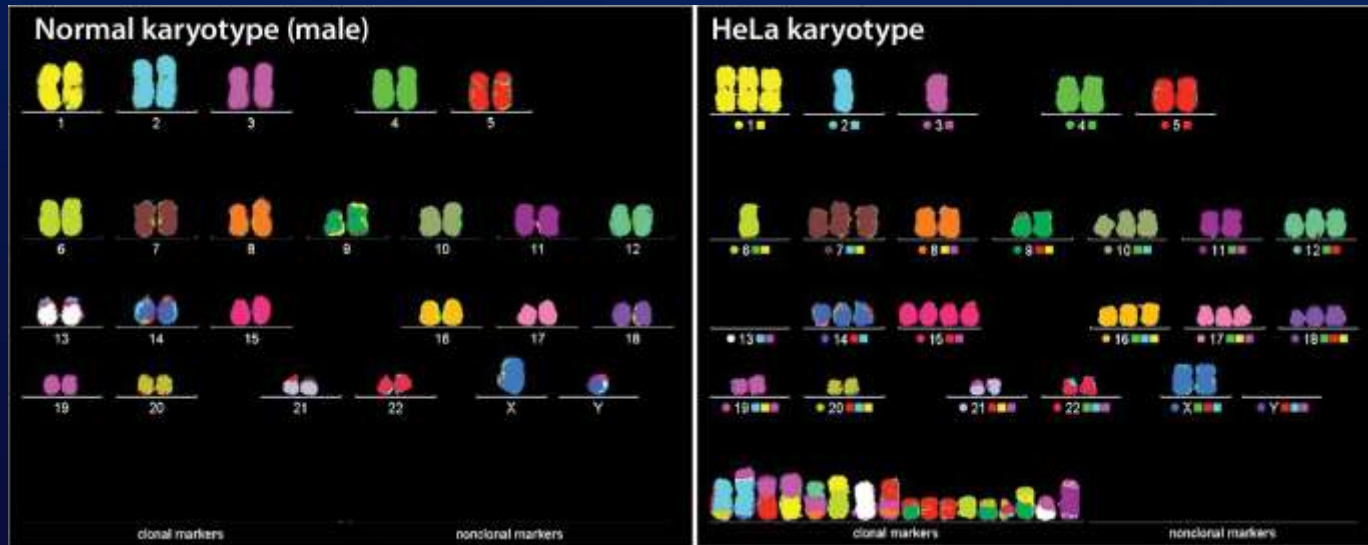 Normal karyotype (male)
1 2 3 4 5
6 7 8 9 10 11 12
13 14 15 16 17 18
19 20 21 22 X Y
clonal markers nonclonal markers
HeLa karyotype
1 2 3 4 5
6 7 8 9 10 11 12
13 14 15 16 17 18
19 20 21 22 X Y
clonal markers nonclonal markers